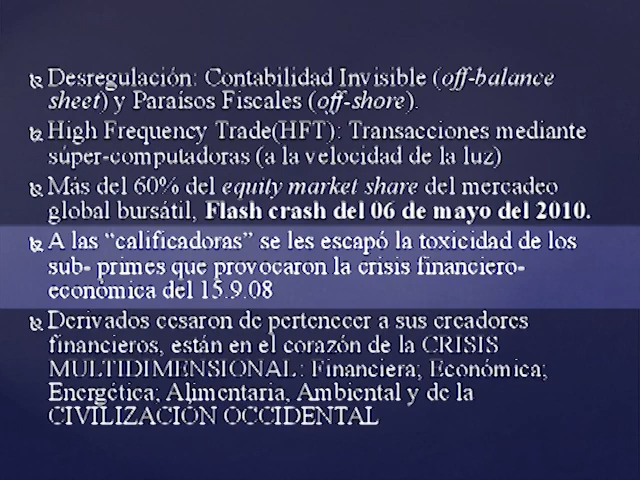 Desregulación: Contabilidad Invisible (off-balance
sheet) y Paraísos Fiscales (off-shore).
High Frequency Trade(HFT): Transacciones mediante
súper-computadoras (a la velocidad de la luz)
Más del 60% del equity market share del mercadeo
global bursátil, Flash crash del 06 de mayo del 2010.
A las "calificadoras" se les escapó la toxicidad de los
sub- primes que provocaron la crisis financiero-
económica del 15.9.08
Derivados cesaron de pertenecer a sus creadores
financieros, están en el corazón de la CRISIS
MULTIDIMENSIONAL: Financiera; Económica;
Energética; Alimentaria, Ambiental y de la
CIVILIZACIÓN OCCIDENTAL